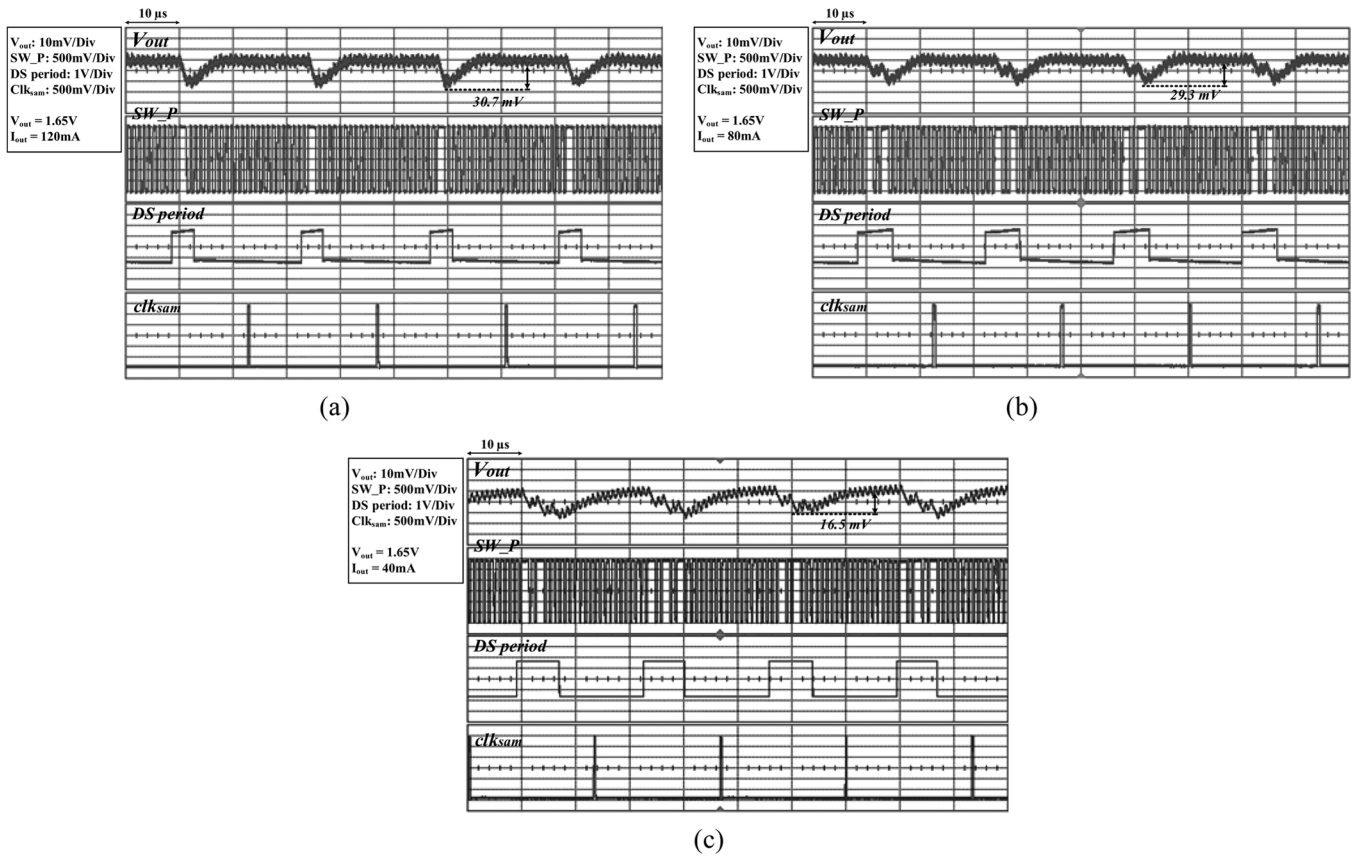 10 µs
Vout: 10mV/Div
SW_P: 500mV/Div
DS period: 1V/Div
Clksam: 500mV/Div
Vout = 1.65V
Iout = 120mA
Vout
30.7 mV
SW_P
DS period
clksam
(a)
10 µs
Vout: 10mV/Div
SW_P: 500mV/Div
DS period: 1V/Div
Clksam: 500mV/Div
Vout = 1.65V
Iout = 80mA
Vout
29.3 mV
SW_P
DS period
clksam
(b)
10 µs
Vout: 10mV/Div
SW_P: 500mV/Div
DS period: 1V/Div
Clksam: 500mV/Div
Vout = 1.65V
Iout = 40mA
Vout
16.5 mV
SW_P
DS period
clksam
(c)